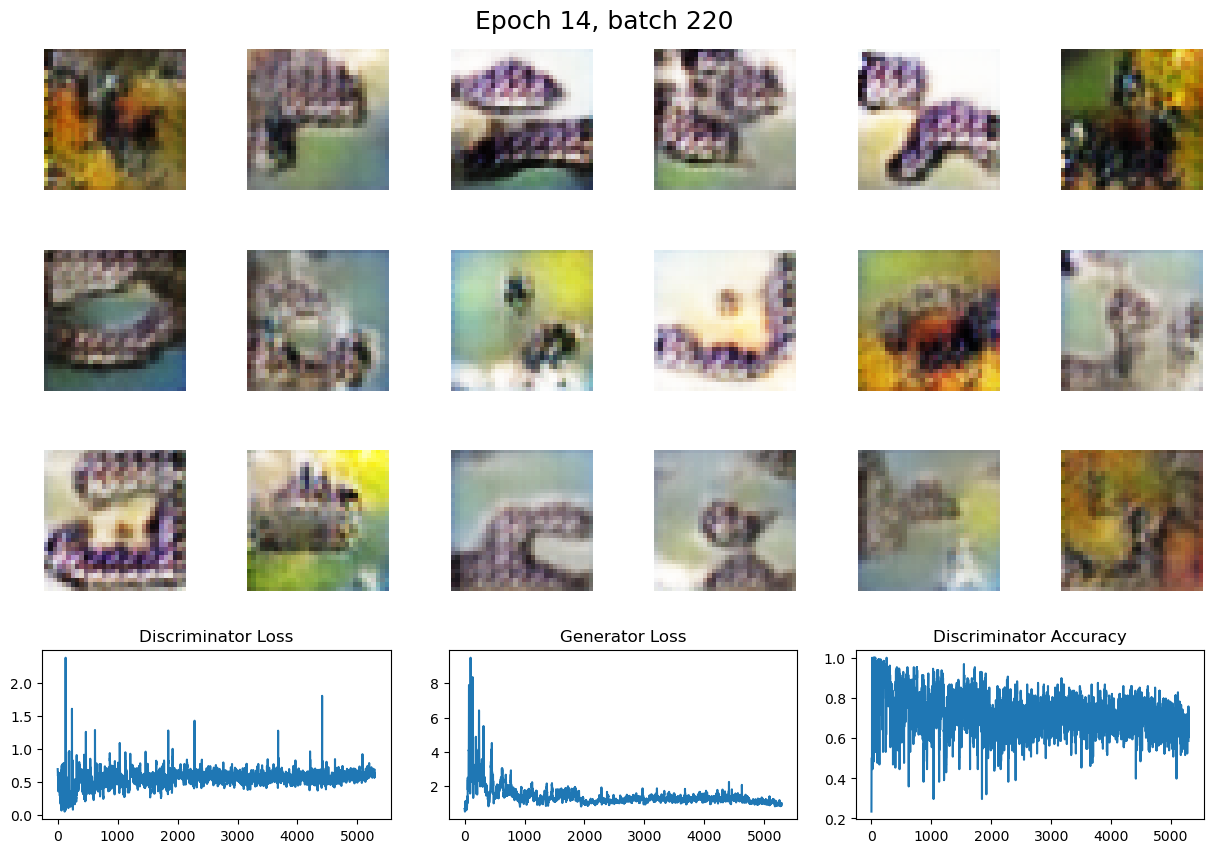 Epoch 14, batch 220
Discriminator Loss
Generator Loss
Discriminator Accuracy
2.0
1.5
1.0
0.5
0.0
0 1000 2000 3000 4000 5000
8
6
4
2
0 1000 2000 3000 4000 5000
1.0
0.8
0.6
0.4
0.2
0 1000 2000 3000 4000 5000